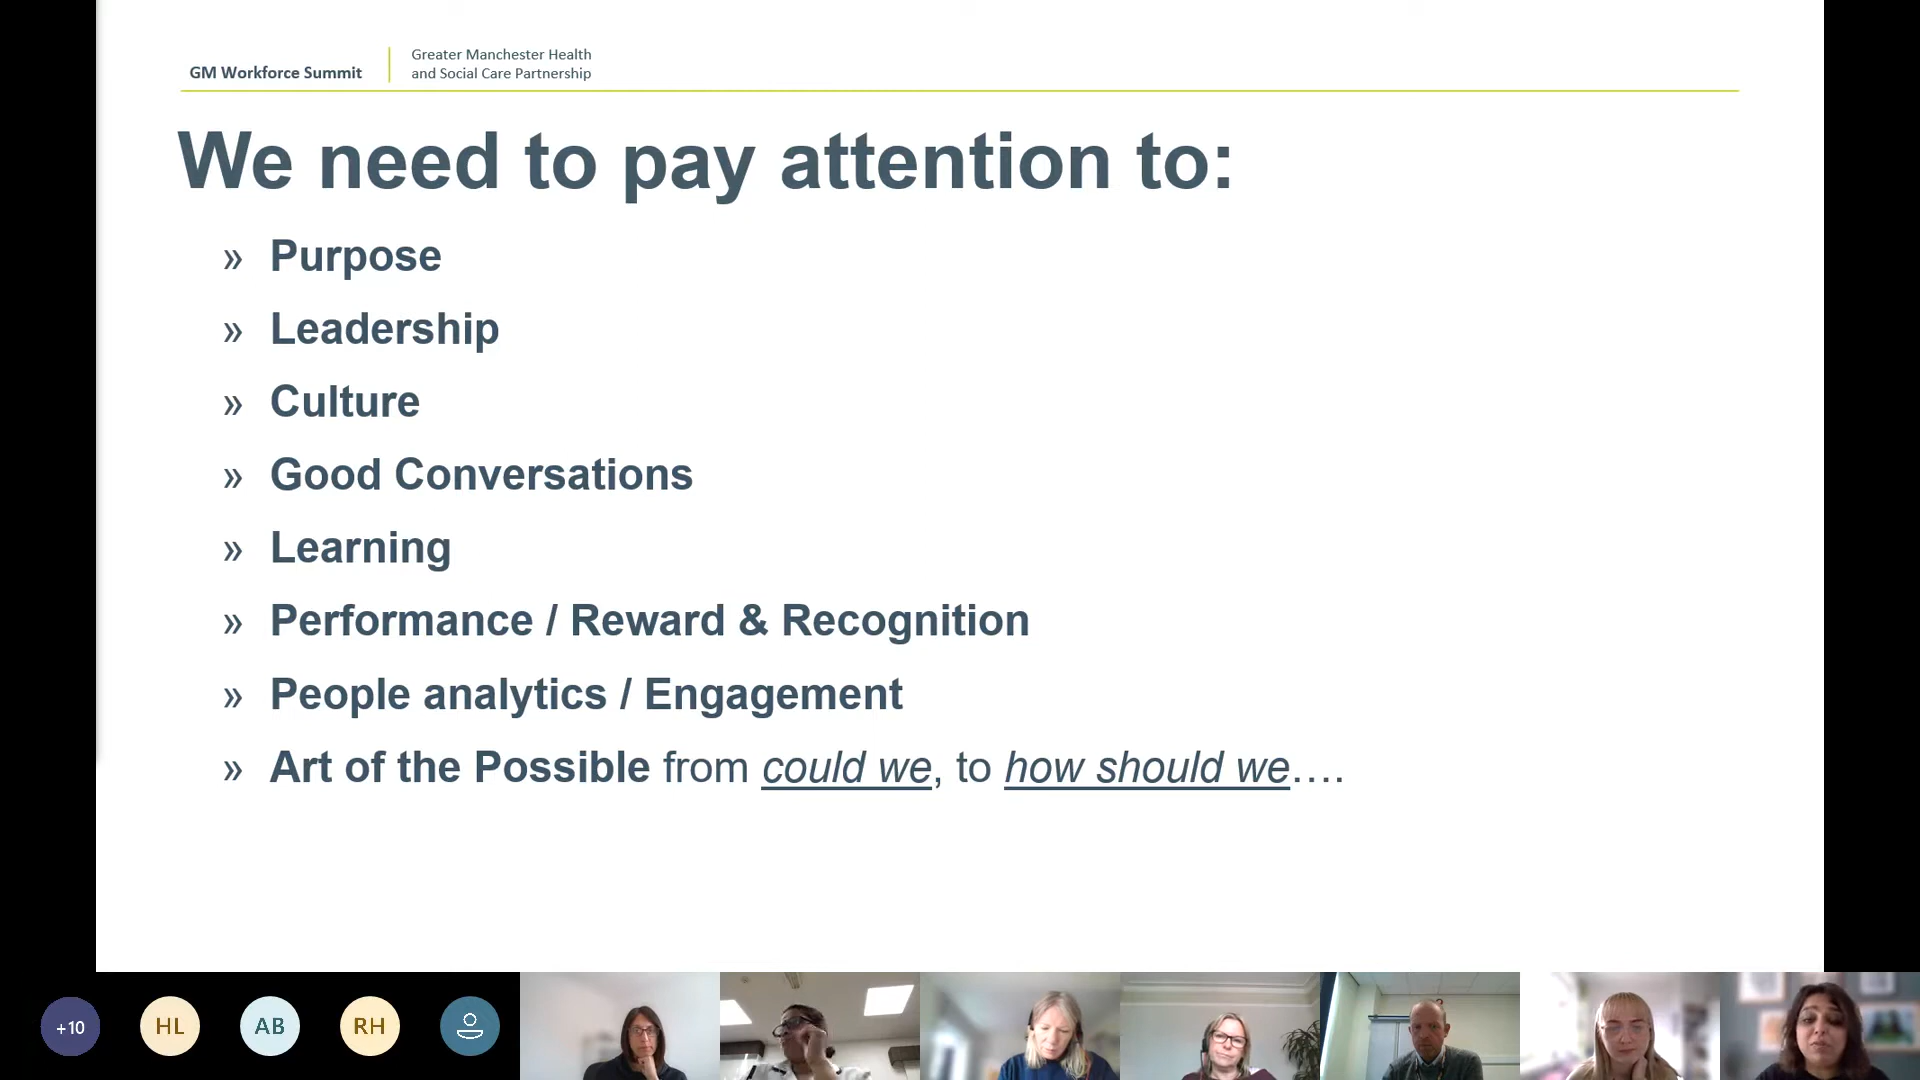 GM Workforce Summit
Greater Manchester Health
and Social Care Partnership
We need to pay attention to:
» Purpose
» Leadership
» Culture
» Good Conversations
» Learning
» Performance / Reward & Recognition
» People analytics / Engagement
» Art of the Possible from could we, to how should we….
+10
HL
AB
RH